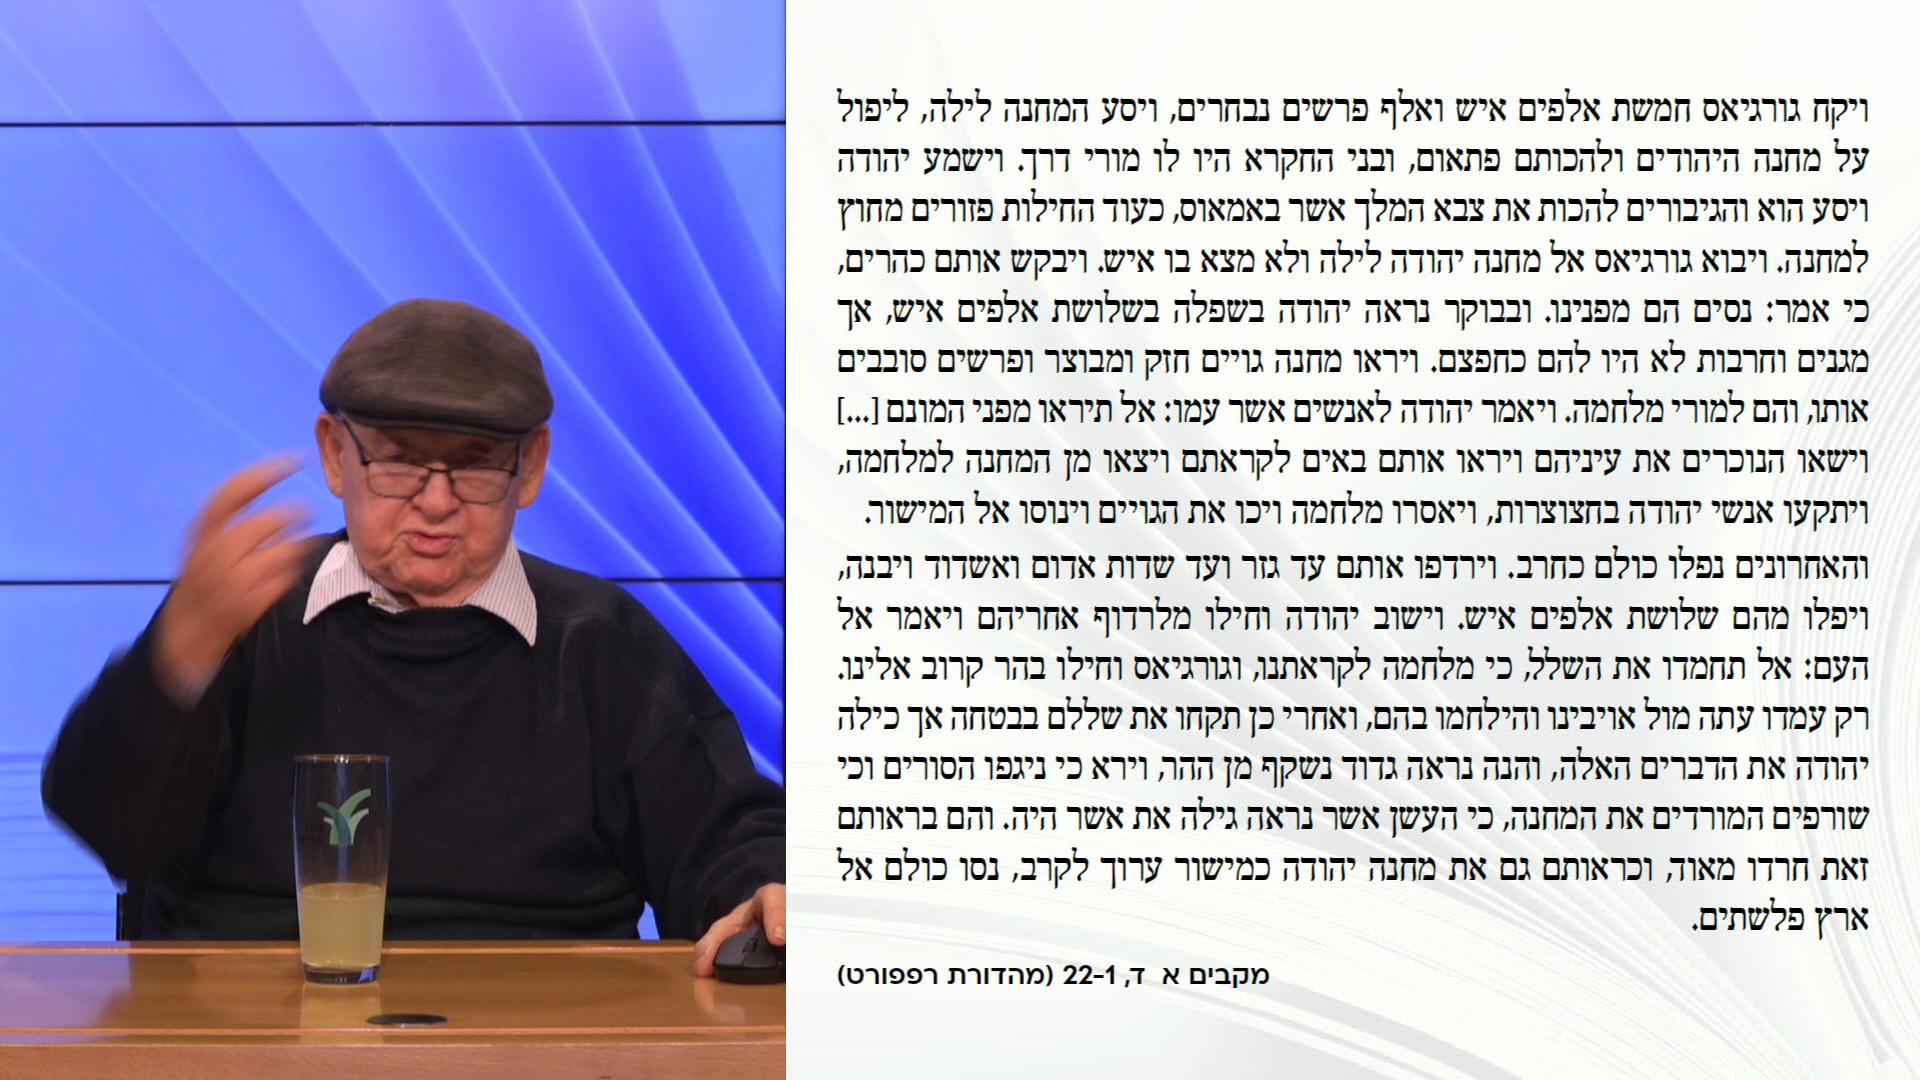 ויקח גורגיאס חמשת אלפים איש ואלף פרשים נבחרים, ויסע המחנה לילה, ליפול
על מחנה היהודים ולהכותם פתאום, ובני החקרא היו לו מורי דרך. וישמע יהודה
ויסע הוא והגיבורים להכות את צבא המלך אשר באמאוס, כעוד החילות פזורים מחוץ
למחנה. ויבוא גורגיאס אל מחנה יהודה לילה ולא מצא בו איש. ויבקש אותם כהרים,
כי אמר: נסים הם מפנינו. ובבוקר נראה יהודה בשפלה בשלושת אלפים איש, אך
מגנים וחרבות לא היו להם כחפצם. ויראו מחנה גויים חזק ומבוצר ופרשים סובבים
אותו, והם למורי מלחמה. ויאמר יהודה לאנשים אשר עמו: אל תיראו מפני המונם [...]
וישאו הנוכרים את עיניהם ויראו אותם באים לקראתם ויצאו מן המחנה למלחמה,
ויתקעו אנשי יהודה בחצוצרות, ויאסרו מלחמה ויכו את הגויים וינוסו אל המישור.
והאחרונים נפלו כולם כחרב. וירדפו אותם עד גזר ועד שדות אדום ואשדוד ויבנה,
ויפלו מהם שלושת אלפים איש. וישוב יהודה וחילו מלרדוף אחריהם ויאמר אל
העם: אל תחמדו את השלל, כי מלחמה לקראתנו, וגורגיאס וחילו בהר קרוב אלינו.
רק עמדו עתה מול אויבינו והילחמו בהם, ואחרי כן תקחו את שללם בבטחה אך כילה
יהודה את הדברים האלה, והנה נראה גדוד נשקף מן ההר, וירא כי ניגפו הסורים וכי
שורפים המורדים את המחנה, כי העשן אשר נראה גילה את אשר היה. והם בראותם
זאת חרדו מאוד, וכראותם גם את מחנה יהודה כמישור ערוך לקרב, נסו כולם אל
ארץ פלשתים.
מקבים א ד, 1–22 (מהדורת רפפורט)